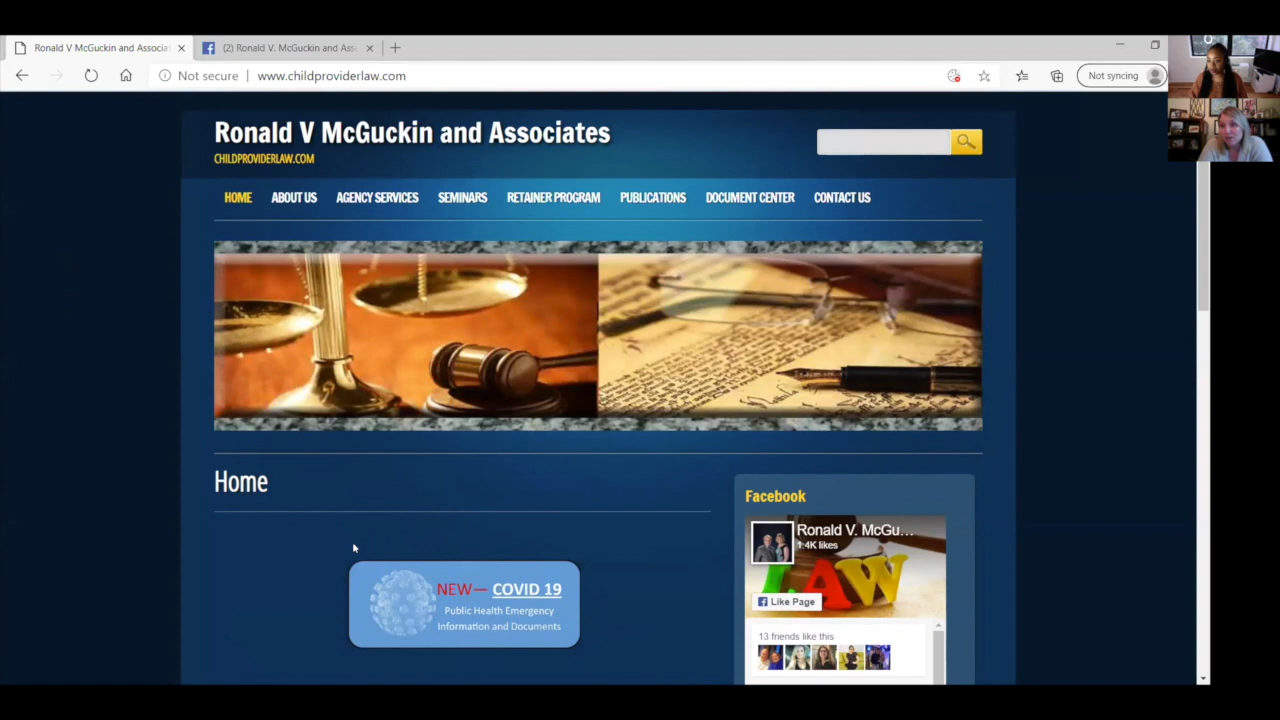 Ronald V McGuckin and Associa
(2) Ronald V. McGuckin and Ass
Not secure
www.childproviderlaw.com
Not syncing
Ronald V McGuckin and Associates
CHILDPROVIDERLAW.COM
HOME ABOUT US AGENCY SERVICES SEMINARS RETAINER PROGRAM PUBLICATIONS DOCUMENT CENTER CONTACT US
Home
NEW— COVID 19
Public Health Emergency
Information and Documents
Facebook
Ronald V. McGu...
1.4K likes
LAW
Like Page
13 friends like this